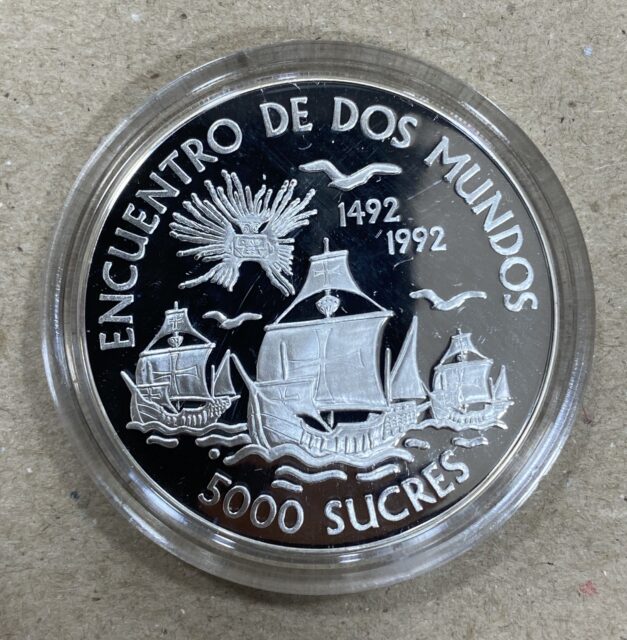 ENCUENTRO DE DOS MUNDOS
1492
1992
5000 SUCRES